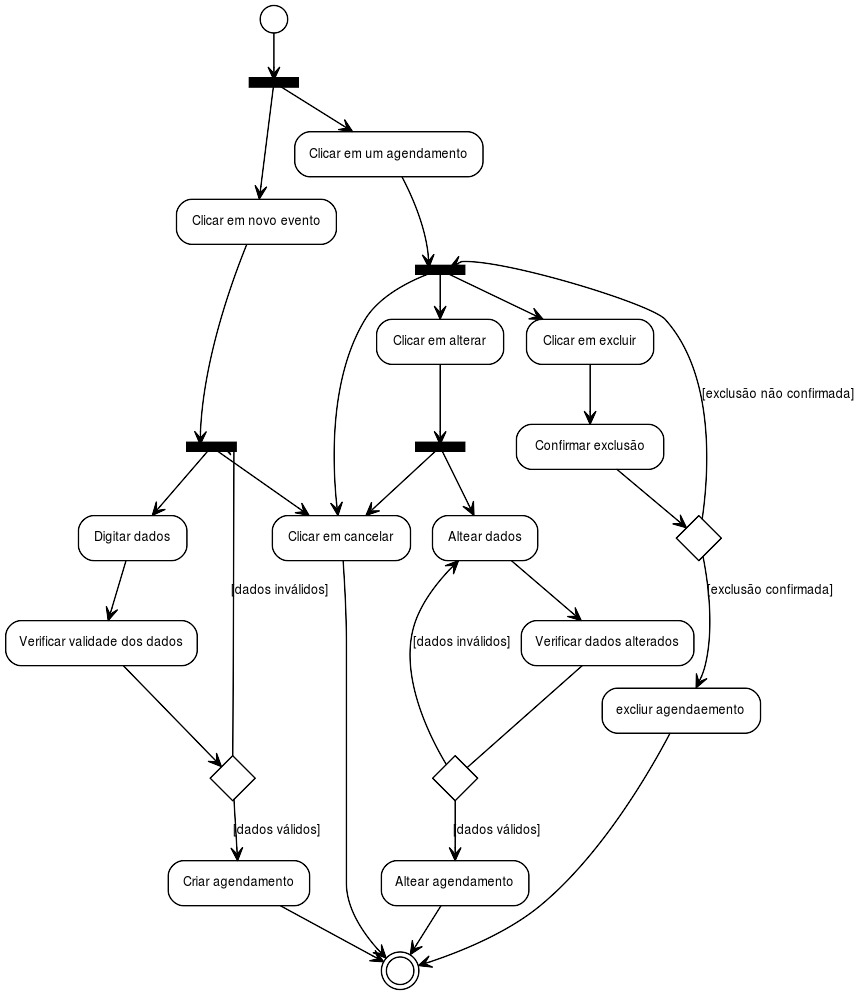 Clicar em um agendamento
Clicar em novo evento
Clicar em alterar
Clicar em excluir
[exclusão não confirmada]
Confirmar exclusão
Digitar dados
Clicar em cancelar
Altear dados
[dados inválidos]
[exclusão confirmada]
Verificar validade dos dados
[dados inválidos]
Verificar dados alterados
excliur agendaemento
[dados válidos]
[dados válidos]
Criar agendamento
Altear agendamento